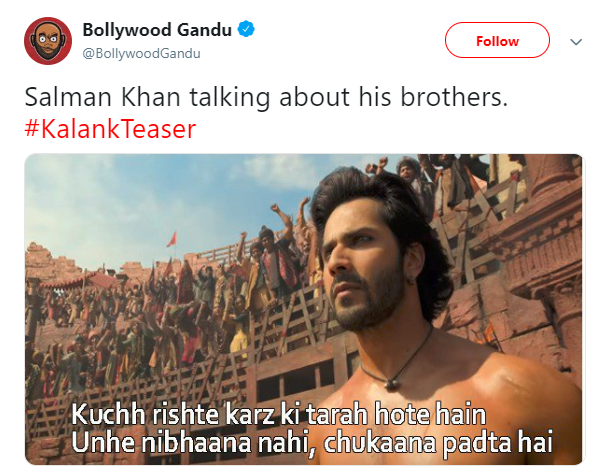 Bollywood Gandu
@BollywoodGandu
Follow
Salman Khan talking about his brothers.
#KalankTeaser
Kuchh rishte karz ki tarah hote hain
Unhe nibhaana nahi, chukaana padta hai